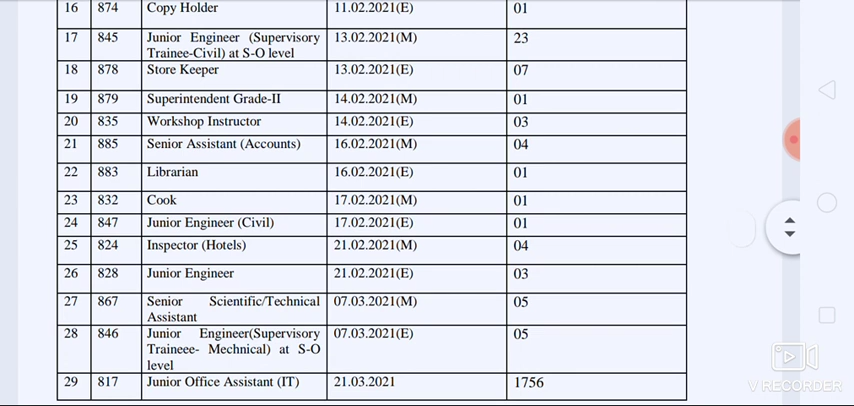 16 874 Copy Holder 11.02.2021(E) 01
17 845 Junior Engineer (Supervisory 13.02.2021(M) 23
Trainee-Civil) at S-O level
18 878 Store Keeper 13.02.2021(E) 07
19 879 Superintendent Grade-II 14.02.2021(M) 01
20 835 Workshop Instructor 14.02.2021(E) 03
21 885 Senior Assistant (Accounts) 16.02.2021(M) 04
22 883 Librarian 16.02.2021(E) 01
23 832 Cook 17.02.2021(M) 01
24 847 Junior Engineer (Civil) 17.02.2021(E) 01
25 824 Inspector (Hotels) 21.02.2021(M) 04
26 828 Junior Engineer 21.02.2021(E) 03
27 867 Senior Scientific/Technical 07.03.2021(M) 05
Assistant
28 846 Junior Engineer(Supervisory 07.03.2021(E) 05
Traineee- Mechnical) at S-O
level
29 817 Junior Office Assistant (IT) 21.03.2021 1756
V RECORDER